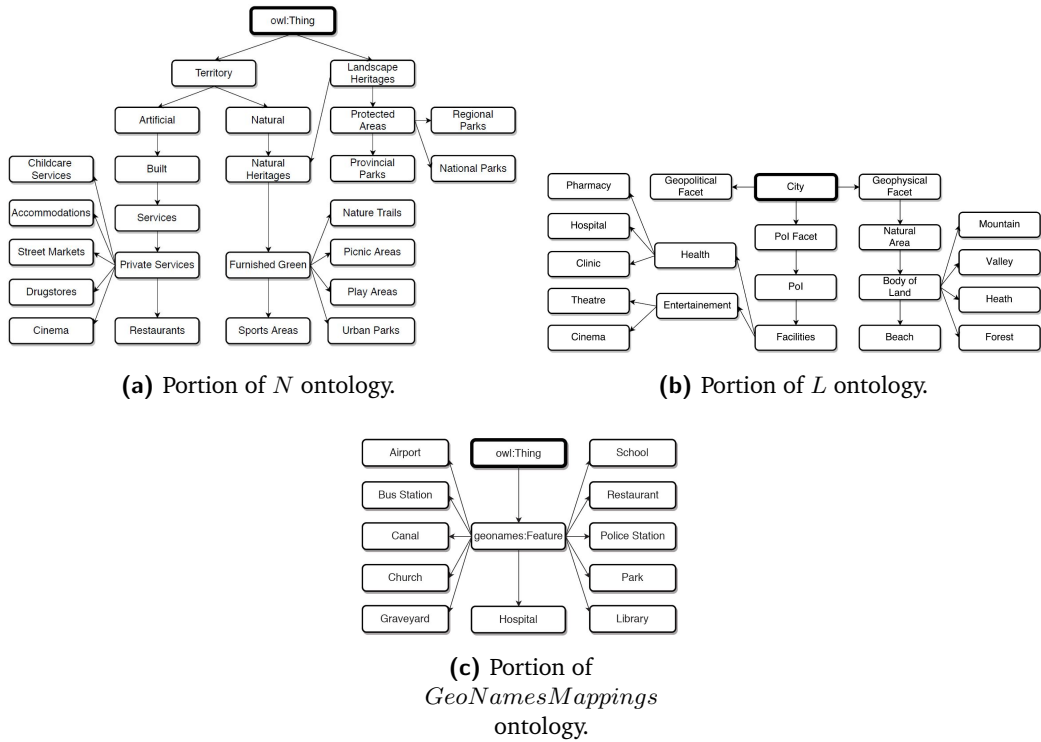 owl:Thing
Territory
Landscape
Heritages
Artificial
Natural
Protected
Areas
Regional
Parks
Childcare
Services
Built
Natural
Heritages
Provincial
Parks
National Parks
Accommodations
Services
Nature Trails
Street Markets
Private Services
Furnished Green
Picnic Areas
Drugstores
Play Areas
Cinema
Restaurants
Sports Areas
Urban Parks
(a) Portion of N ontology.
Pharmacy
Geopolitical
Facet
City
Geophysical
Facet
Hospital
PoI Facet
Natural
Area
Mountain
Clinic
Health
Valley
Theatre
Entertainement
PoI
Body of
Land
Heath
Cinema
Facilities
Beach
Forest
(b) Portion of L ontology.
Airport
owl:Thing
School
Bus Station
Restaurant
Canal
geonames:Feature
Police Station
Church
Park
Graveyard
Hospital
Library
(c) Portion of
GeoNamesMappings
ontology.